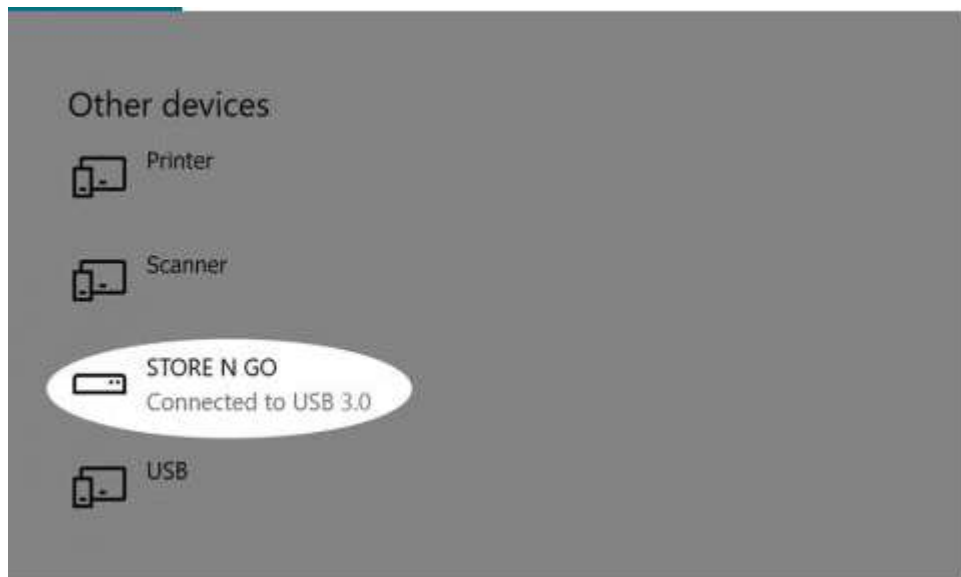 Other devices
Printer
Scanner
STORE N GO
Connected to USB 3.0
USB